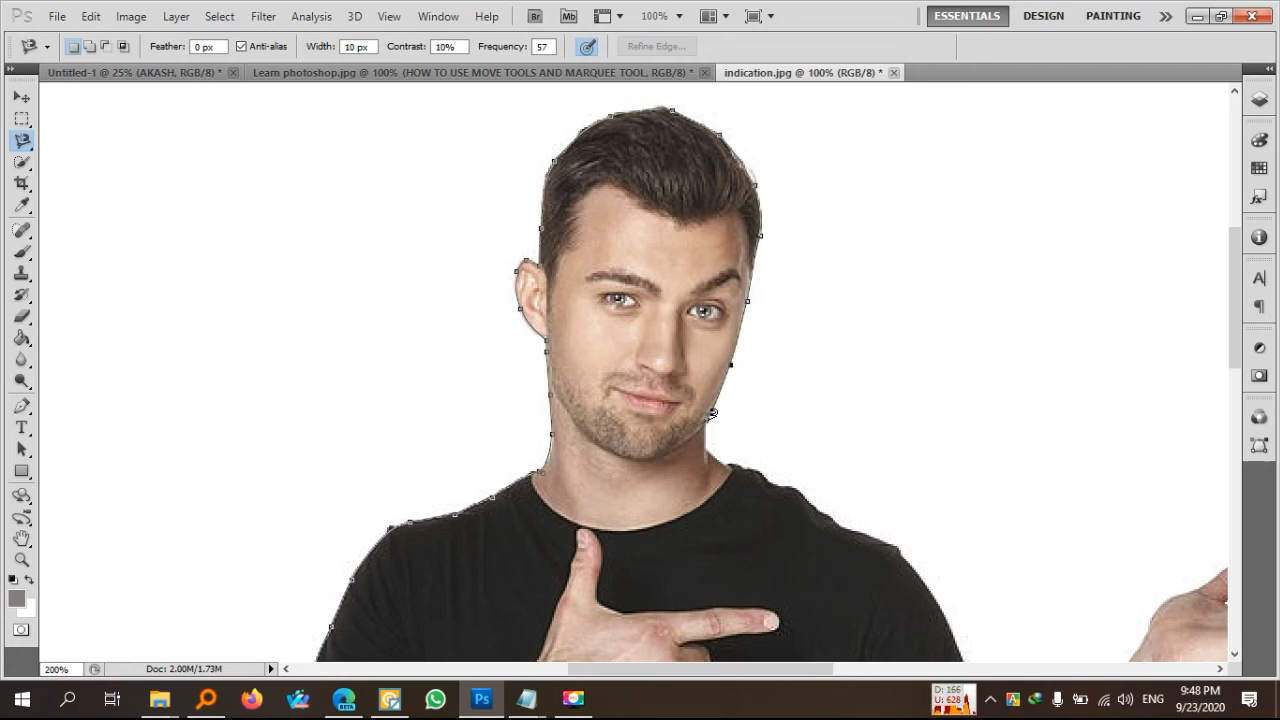 Ps File Edit Image Layer Select Filter Analysis 3D View Window Help Br Mb 100% ESSENTIALS DESIGN PAINTING
Feather: 0 px Anti-alias Width: 10 px Contrast: 10% Frequency: 57 Refine Edge...
Untitled-1 @ 25% (AKASH, RGB/8) * Learn photoshop.jpg @ 100% (HOW TO USE MOVE TOOLS AND MARQUEE TOOL, RGB/8) * indication.jpg @ 100% (RGB/8) *
200% Doc: 2.00M/1.73M
Ps D: 166 U: 628 A ENG 9:48 PM
9/23/2020